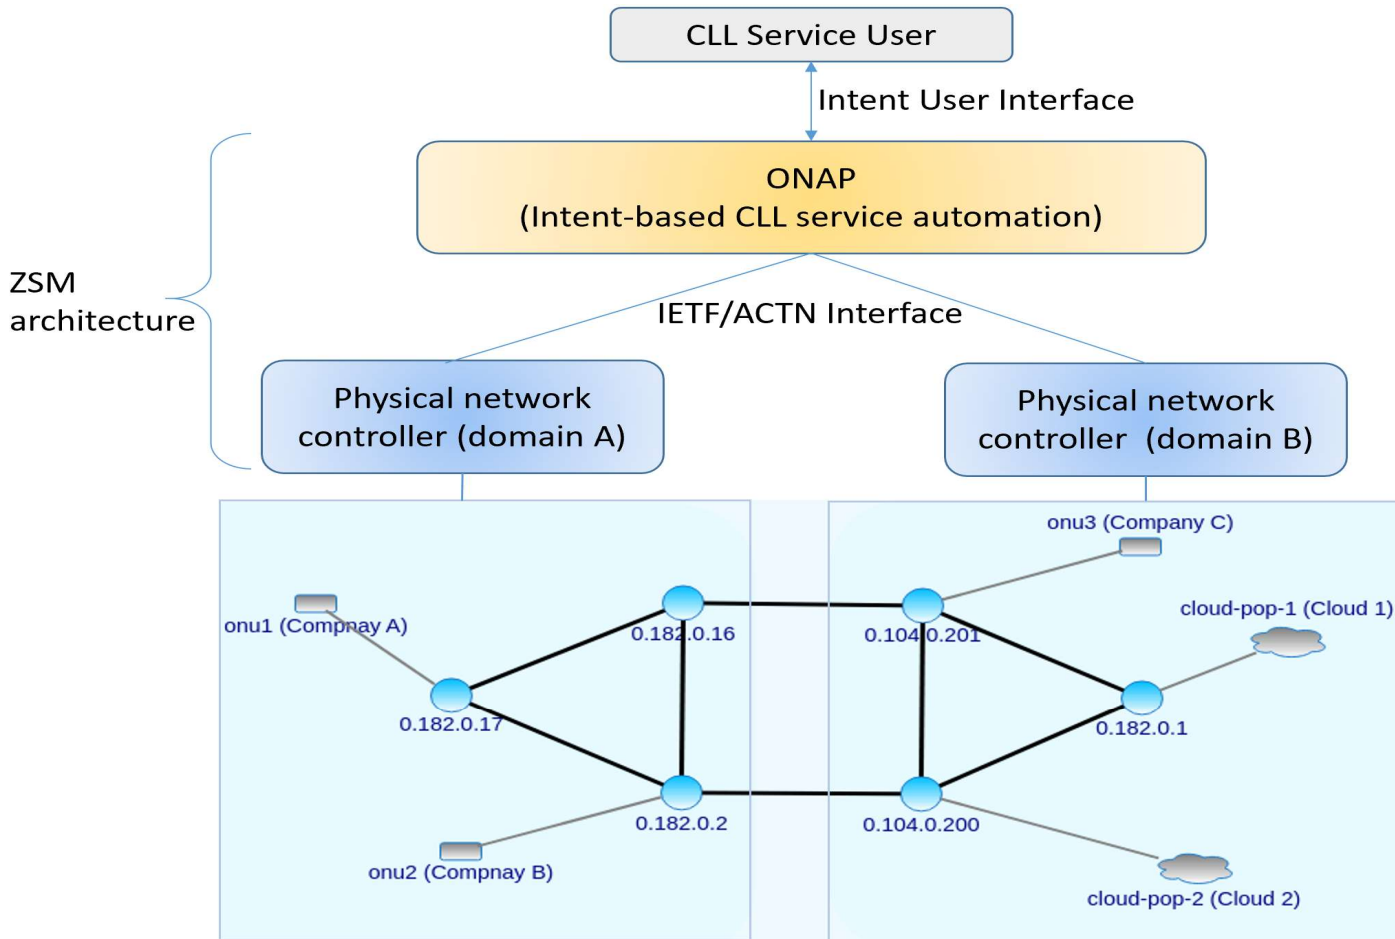 CLL Service User
Intent User Interface
ONAP
(Intent-based CLL service automation)
ZSM
architecture
IETF/ACTN Interface
Physical network
controller (domain A)
Physical network
controller (domain B)
onu3 (Company C)
onu1 (Compnay A)
cloud-pop-1 (Cloud 1)
0.182.0.16
0.104.0.201
0.182.0.17
0.182.0.1
0.182.0.2
0.104.0.200
onu2 (Compnay B)
cloud-pop-2 (Cloud 2)